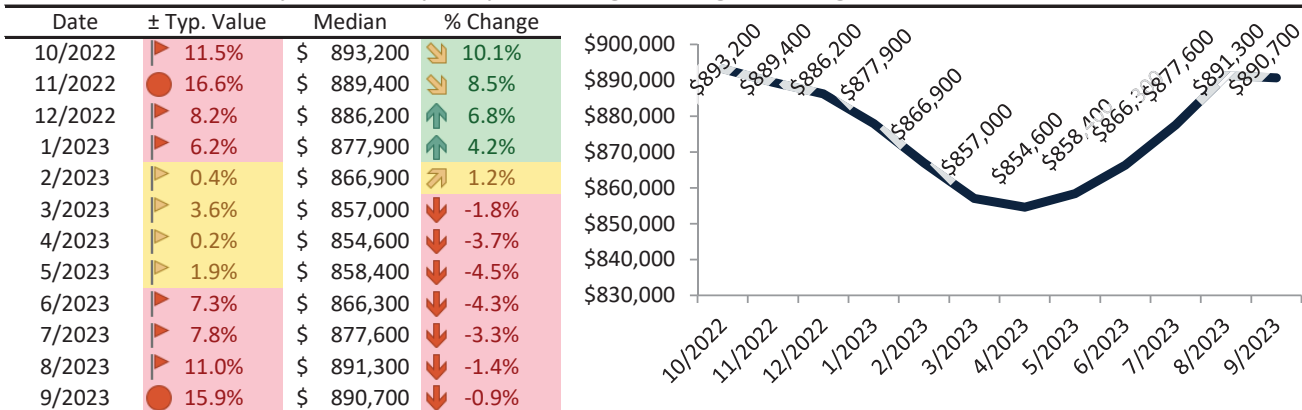 Date ± Typ. Value Median % Change
10/2022 11.5% $ 893,200 10.1%
11/2022 16.6% $ 889,400 8.5%
12/2022 8.2% $ 886,200 6.8%
1/2023 6.2% $ 877,900 4.2%
2/2023 0.4% $ 866,900 1.2%
3/2023 3.6% $ 857,000 -1.8%
4/2023 0.2% $ 854,600 -3.7%
5/2023 1.9% $ 858,400 -4.5%
6/2023 7.3% $ 866,300 -4.3%
7/2023 7.8% $ 877,600 -3.3%
8/2023 11.0% $ 891,300 -1.4%
9/2023 15.9% $ 890,700 -0.9%
$900,000
$890,000
$880,000
$870,000
$860,000
$850,000
$840,000
$830,000
$893,200
$889,400
$886,200
$877,900
$866,900
$857,000
$854,600
$858,400
$866,300
$877,600
$891,300
$890,700
10/2022
11/2022
12/2022
1/2023
2/2023
3/2023
4/2023
5/2023
6/2023
7/2023
8/2023
9/2023